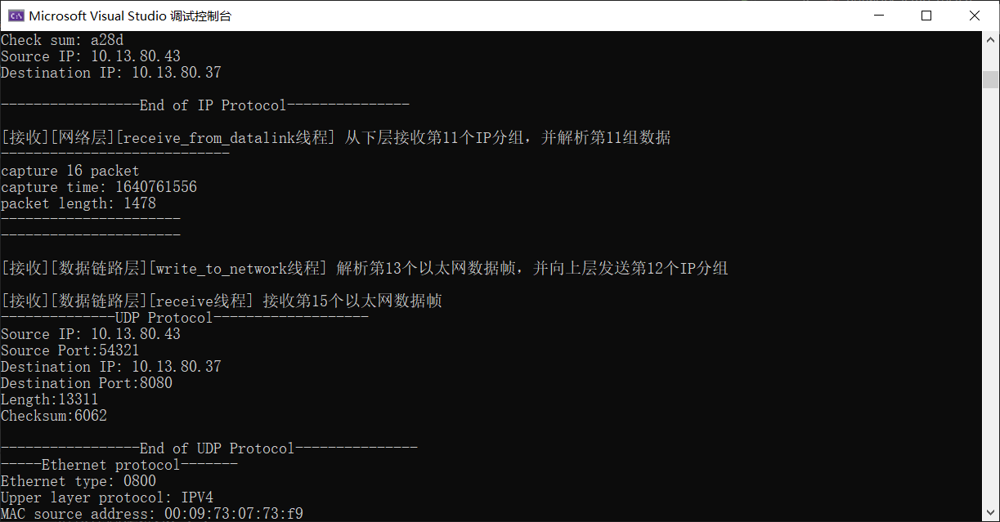 Microsoft Visual Studio 调试控制台
Check sum: a28d
Source IP: 10.13.80.43
Destination IP: 10.13.80.37
-----------------End of IP Protocol---------------
[接收][网络层][receive_from_datalink线程] 从下层接收第11个IP分组，并解析第11组数据
----------------------------
capture 16 packet
capture time: 1640761556
packet length: 1478
----------------------
----------------------
[接收][数据链路层][write_to_network线程] 解析第13个以太网数据帧，并向上层发送第12个IP分组
[接收][数据链路层][receive线程] 接收第15个以太网数据帧
--------------UDP Protocol-------------------
Source IP: 10.13.80.43
Source Port:54321
Destination IP: 10.13.80.37
Destination Port:8080
Length:13311
Checksum:6062
-----------------End of UDP Protocol---------------
-----Ethernet protocol-------
Ethernet type: 0800
Upper layer protocol: IPV4
MAC source address: 00:09:73:07:73:f9